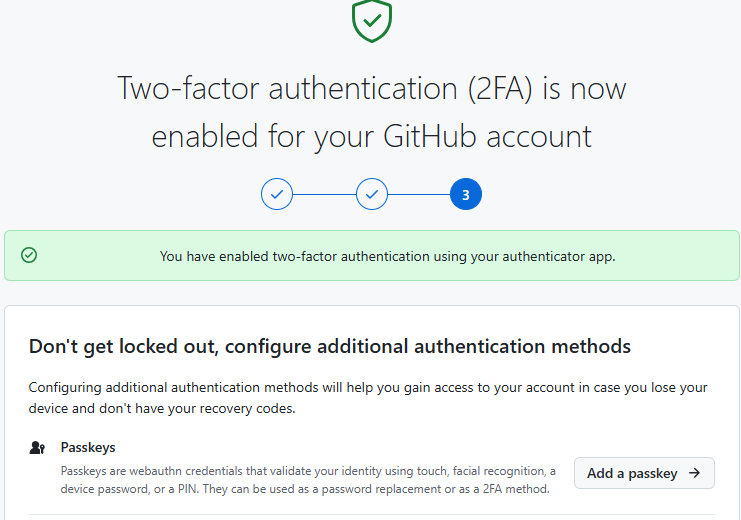 Two-factor authentication (2FA) is now
enabled for your GitHub account
3
You have enabled two-factor authentication using your authenticator app.
Don't get locked out, configure additional authentication methods
Configuring additional authentication methods will help you gain access to your account in case you lose your
device and don't have your recovery codes.
Passkeys
Passkeys are webauthn credentials that validate your identity using touch, facial recognition, a
device password, or a PIN. They can be used as a password replacement or as a 2FA method.
Add a passkey